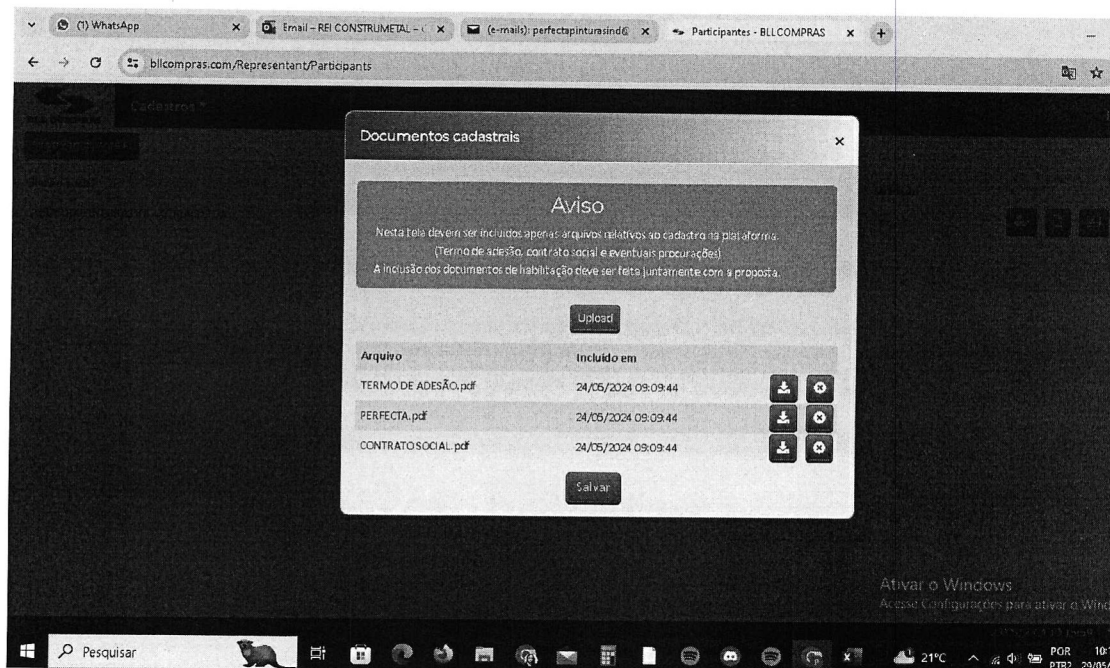 (1) WhatsApp
Email – REI CONSTRUMETAL –
(e-mails): perfectapinturasind@
Participantes - BLLCOMPRAS
bllcompras.com/Representant/Participants
Cadastros
Documentos cadastrais
Aviso
Nesta tela devem ser incluídos apenas arquivos relativos ao cadastro na plataforma.
(Termo de adesão, contrato social e eventuais procurações)
A inclusão dos documentos de habilitação deve ser feita juntamente com a proposta.
Upload
Arquivo Incluído em
TERMO DE ADESÃO.pdf 24/05/2024 09:09:44
PERFECTA.pdf 24/05/2024 09:09:44
CONTRATO SOCIAL.pdf 24/05/2024 09:09:44
Salvar
Ativar o Windows
Acesse Configurações para ativar o Wind
Pesquisar
21°C
POR 10:
PTB2 29/01